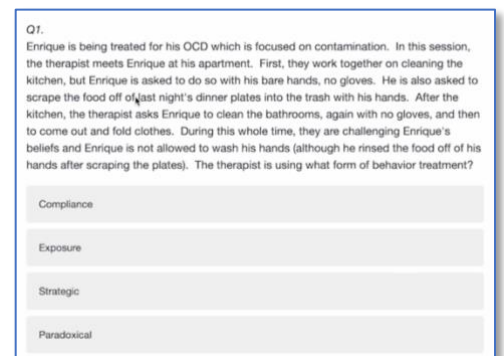 Q1.
Enrique is being treated for his OCD which is focused on contamination. In this session,
the therapist meets Enrique at his apartment. First, they work together on cleaning the
kitchen, but Enrique is asked to do so with his bare hands, no gloves. He is also asked to
scrape the food off of last night's dinner plates into the trash with his hands. After the
kitchen, the therapist asks Enrique to clean the bathrooms, again with no gloves, and then
to come out and fold clothes. During this whole time, they are challenging Enrique's
beliefs and Enrique is not allowed to wash his hands (although he rinsed the food off of his
hands after scraping the plates). The therapist is using what form of behavior treatment?
Compliance
Exposure
Strategic
Paradoxical